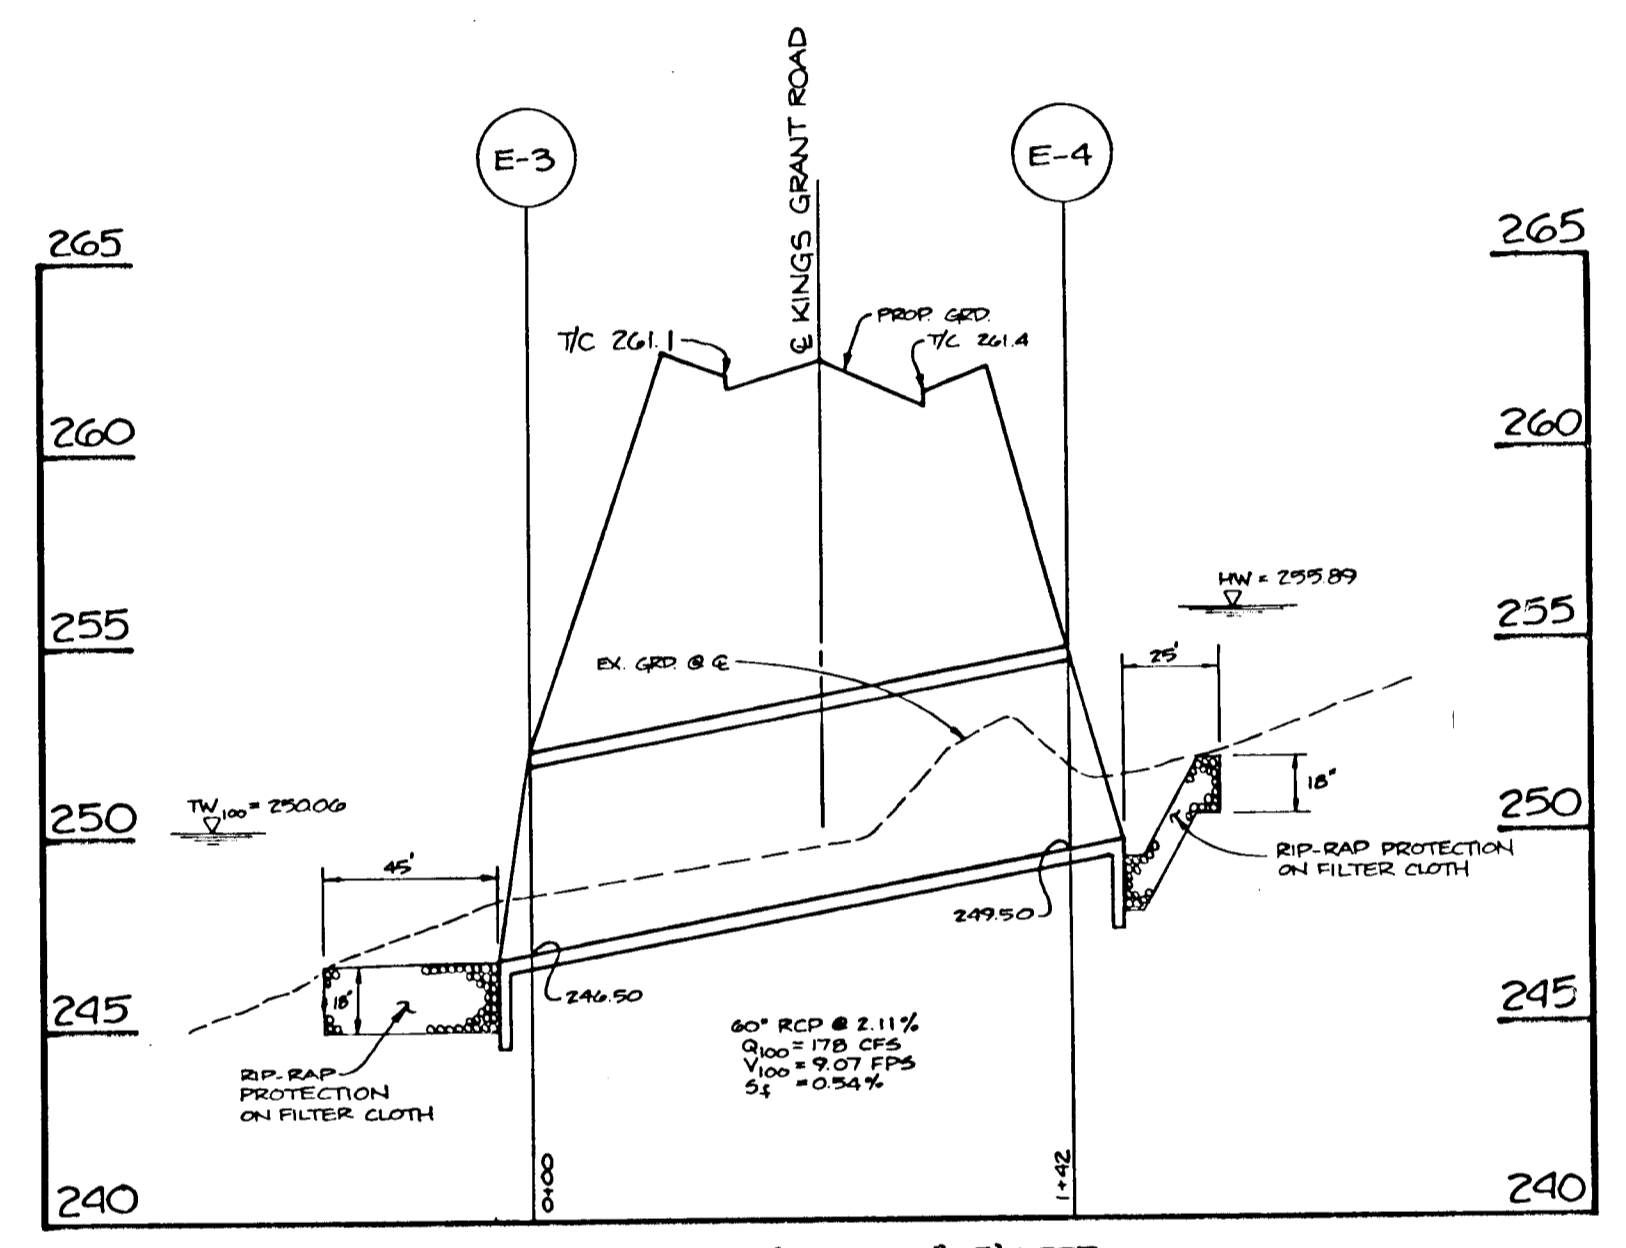 ℄ KINGS GRANT ROAD
E-3
E-4
265
265
T/C 261.1
PROP. GRD.
T/C 261.4
260
260
HW = 255.89
255
255
25'
EX. GRD. @ ℄
18"
TW100 = 250.06
250
250
RIP-RAP PROTECTION
ON FILTER CLOTH
45'
249.50
18"
246.50
245
245
60" RCP @ 2.11%
Q100 = 178 CFS
V100 = 9.07 FPS
Sf = 0.54%
RIP-RAP
PROTECTION
ON FILTER CLOTH
0+00
1+42
240
240